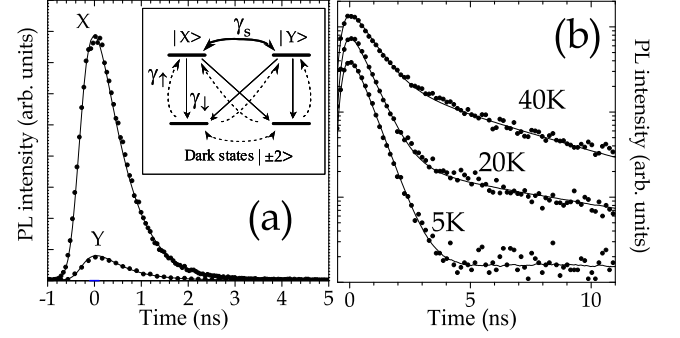 PL intensity (arb. units)
X
Y
(a)
|X>
|Y>
γs
γ↑
γ↓
Dark states | ±2>
-1
0
1
2
3
4
5
Time (ns)
(b)
40K
20K
5K
0
5
10
Time (ns)
PL intensity (arb. units)